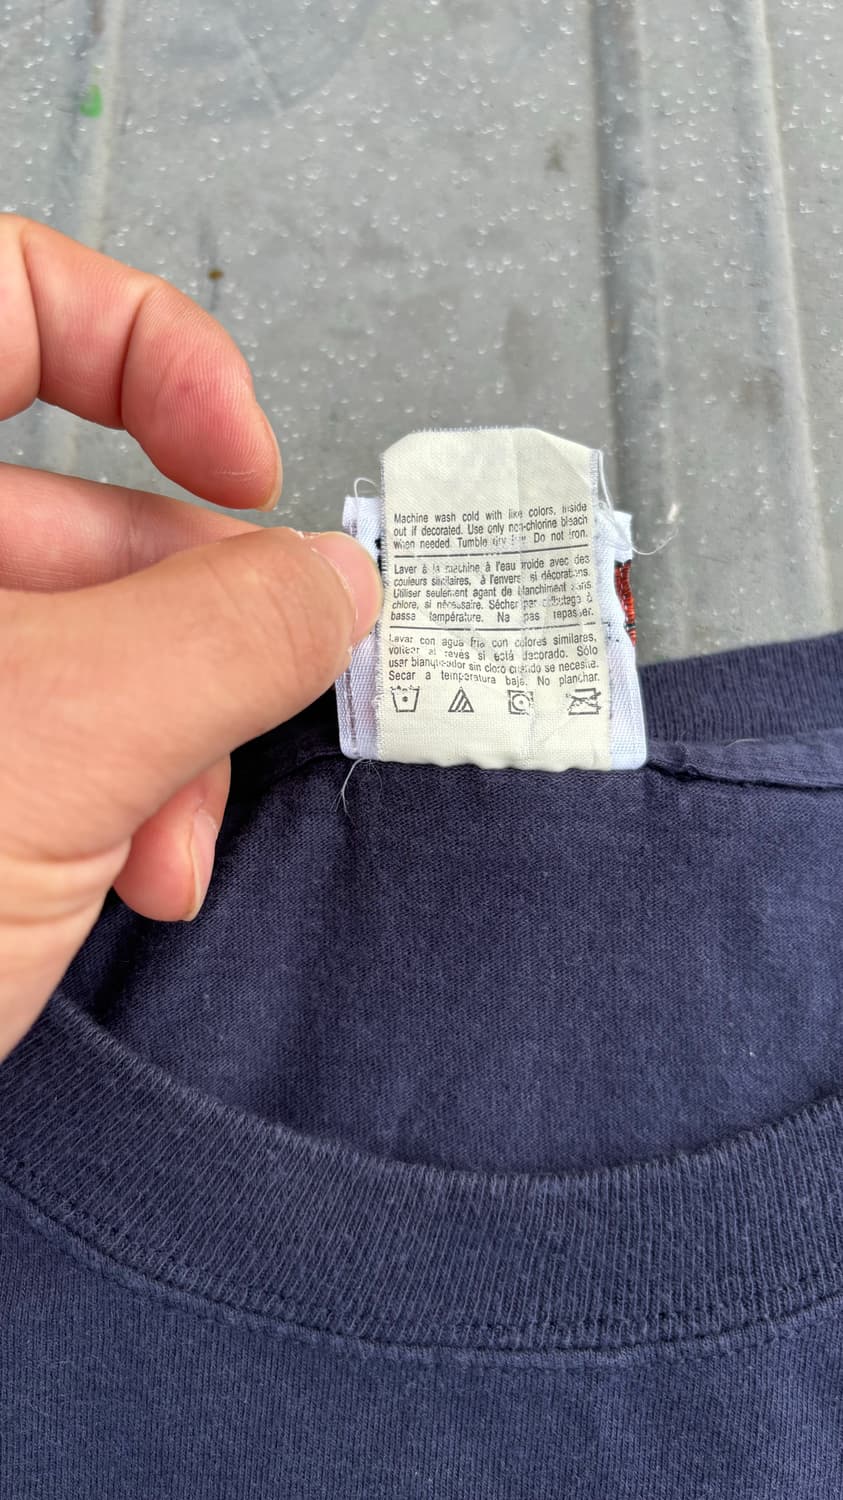 Machine wash cold with like colors, inside
out if decorated. Use only non-chlorine bleach
when needed. Tumble dry low. Do not iron.
Laver à la machine à l'eau froide avec des
couleurs similaires, à l'envers si décorations.
Utiliser seulement agent de blanchiment sans
chlore, si nécessaire. Sécher par culbutage à
basse température. Na pas repasser.
Lavar con agua fria con colores similares,
voltear al revés si está decorado. Sólo
usar blanqueador sin cloro cuando se necesite.
Secar a temperatura baja. No planchar.